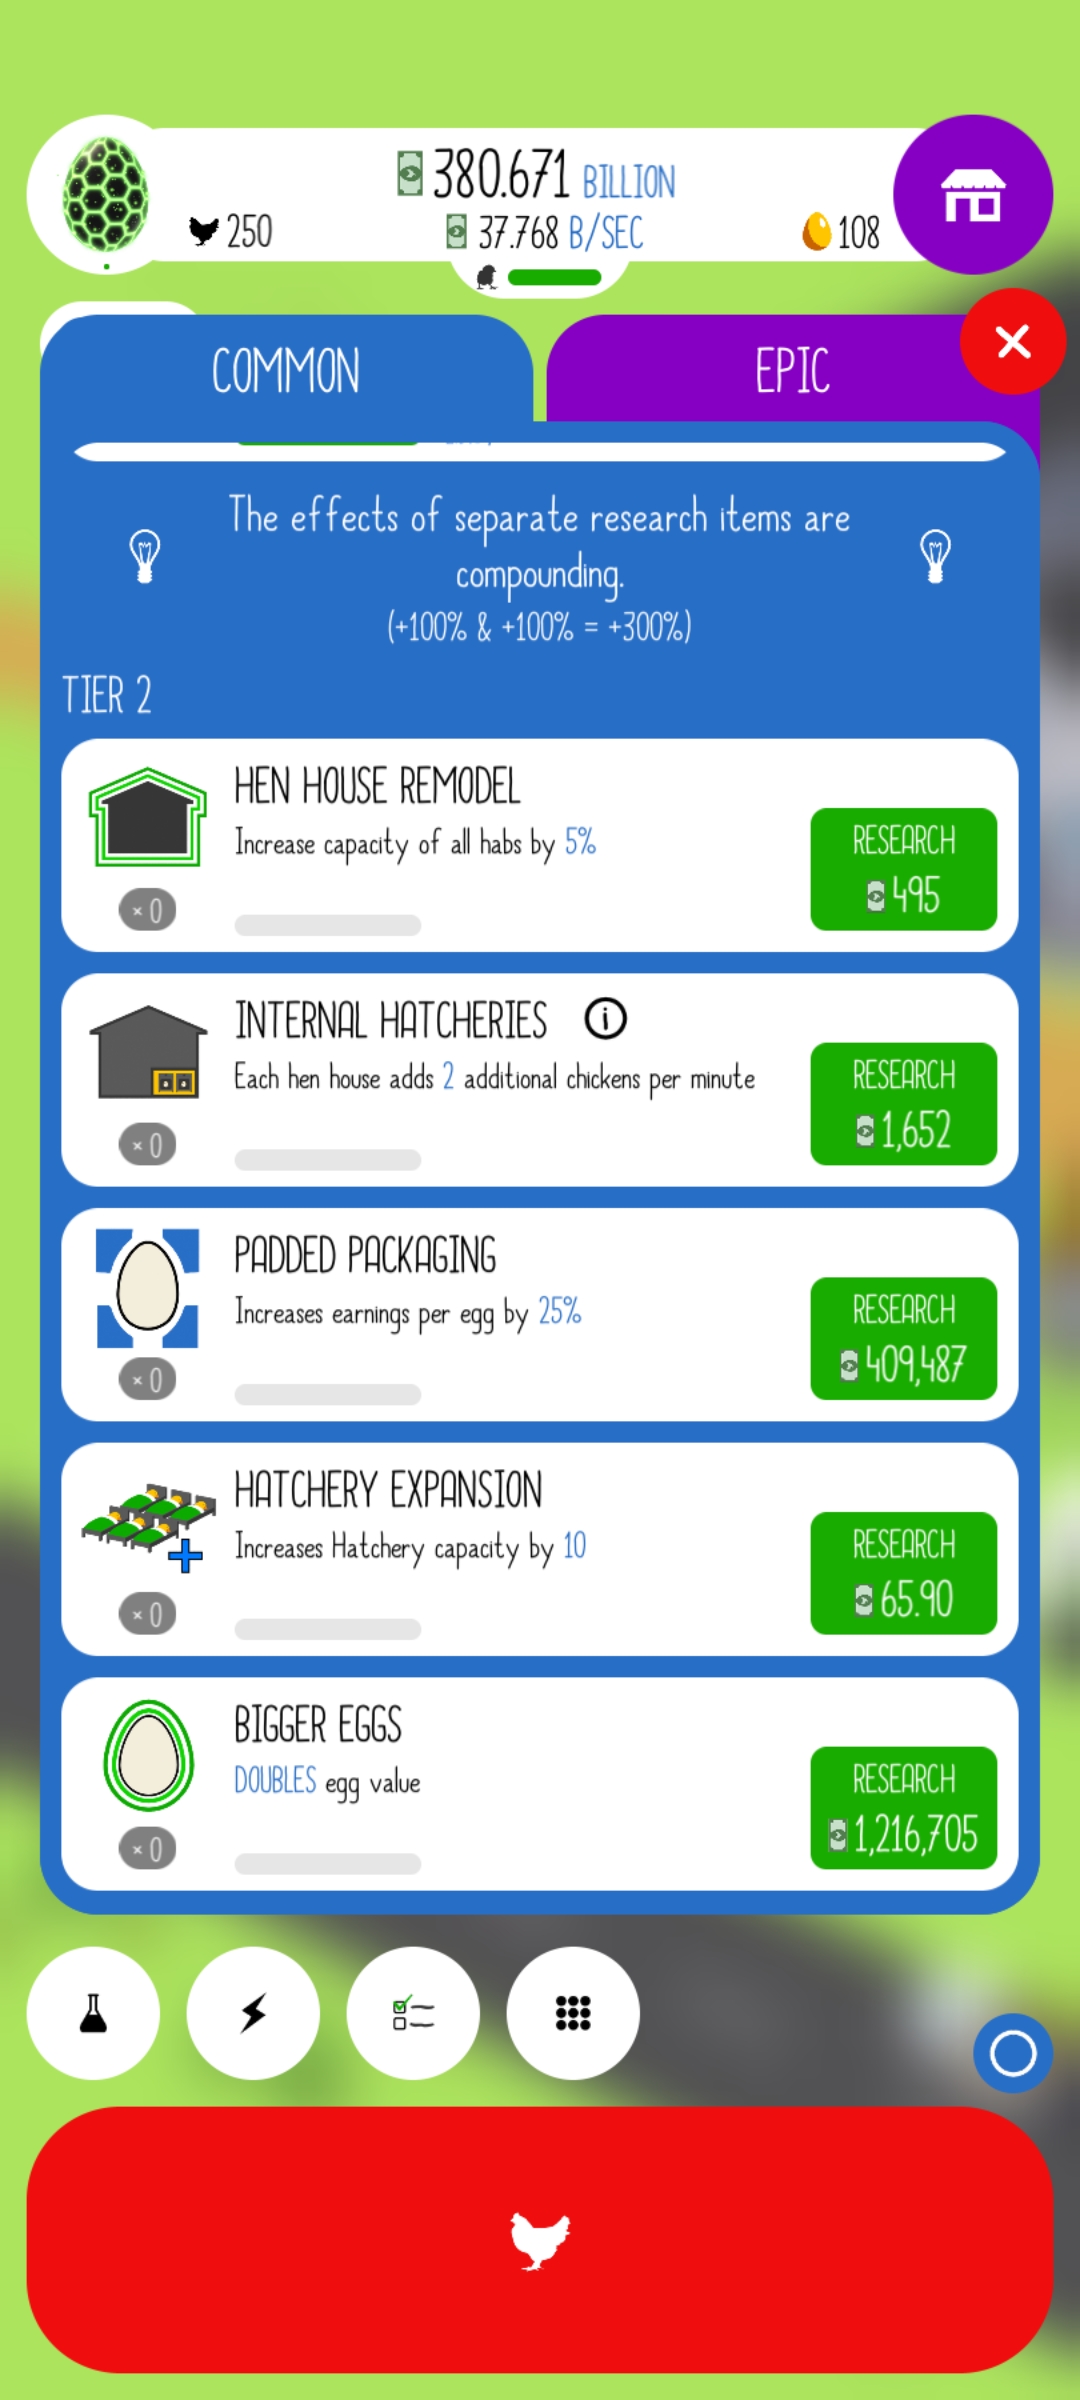 380.671 BILLION
250
37.768 B/SEC
108
COMMON
EPIC
The effects of separate research items are
compounding.
(+100% & +100% = +300%)
TIER 2
HEN HOUSE REMODEL
Increase capacity of all habs by 5%
RESEARCH
495
× 0
INTERNAL HATCHERIES
Each hen house adds 2 additional chickens per minute
RESEARCH
1,652
× 0
PADDED PACKAGING
Increases earnings per egg by 25%
RESEARCH
409,487
× 0
HATCHERY EXPANSION
Increases Hatchery capacity by 10
RESEARCH
65.90
× 0
BIGGER EGGS
DOUBLES egg value
RESEARCH
1,216,705
× 0